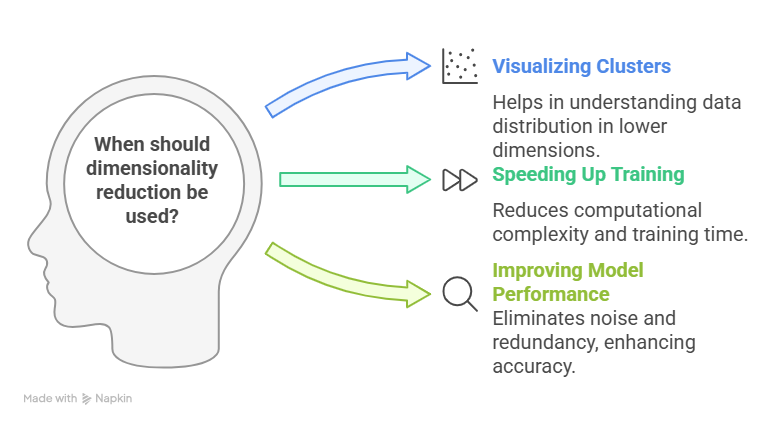 When should
dimensionality
reduction be
used?
Visualizing Clusters
Helps in understanding data
distribution in lower
dimensions.
Speeding Up Training
Reduces computational
complexity and training time.
Improving Model
Performance
Eliminates noise and
redundancy, enhancing
accuracy.
Made with Napkin